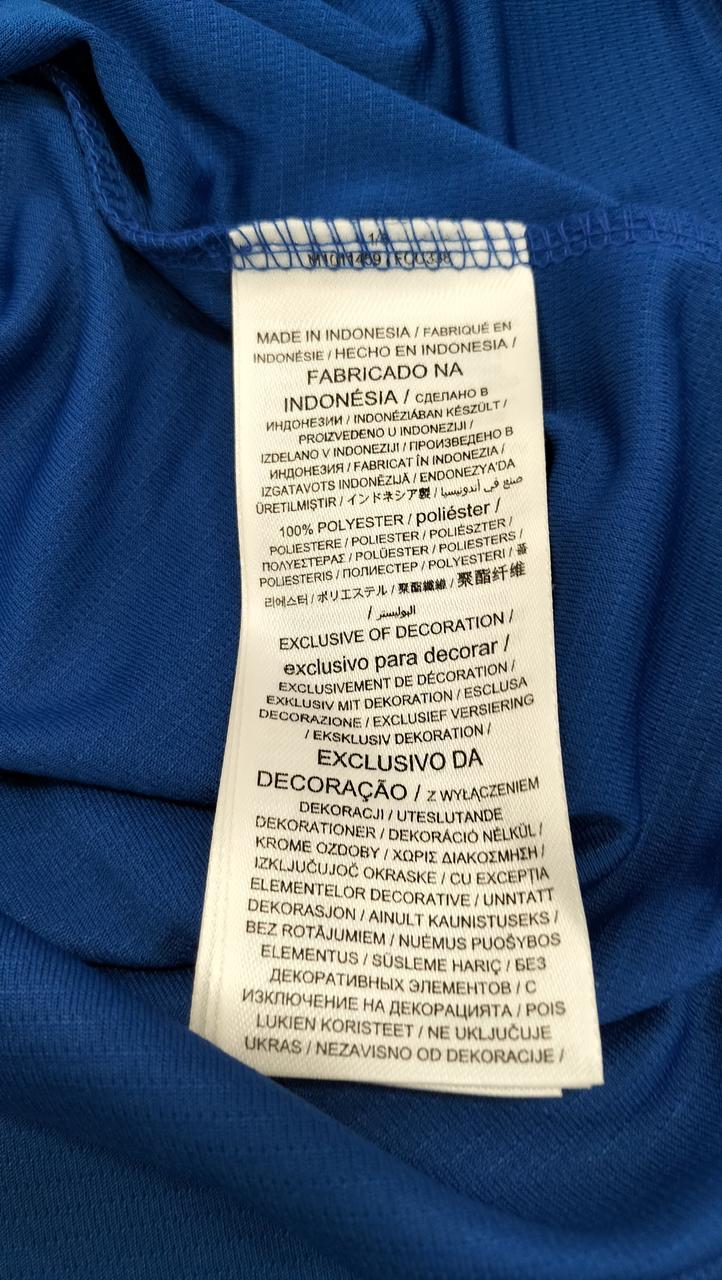 MADE IN INDONESIA / FABRIQUÉ EN
INDONÉSIE / HECHO EN INDONESIA /
FABRICADO NA
INDONÉSIA / СДЕЛАНО В
ИНДОНЕЗИИ / INDONÉZIÁBAN KÉSZÜLT /
PROIZVEDENO U INDONEZIJI /
IZDELANO V INDONEZIJI / ПРОИЗВЕДЕНО В
ИНДОНЕЗИЯ / FABRICAT ÎN INDONEZIA /
IZGATAVOTS INDONĒZIJĀ / ENDONEZYA'DA
ÜRETILMIŞTIR / インドネシア製 / صنع في أندونيسيا
100% POLYESTER / poliéster /
POLIESTERE / POLIESTER / POLIÉSZTER /
ΠΟΛΥΕΣΤΕΡΑΣ / POLÜESTER / POLIESTERS /
POLIESTERIS / ПОЛИЕСТЕР / POLYESTERI /
리에스터 / ポリエステル / 聚酯纖維 / 聚酯纤维
/ البوليستر
EXCLUSIVE OF DECORATION /
exclusivo para decorar /
EXCLUSIVEMENT DE DÉCORATION /
EXKLUSIV MIT DEKORATION / ESCLUSA
DECORAZIONE / EXCLUSIEF VERSIERING
/ EKSKLUSIV DEKORATION /
EXCLUSIVO DA
DECORAÇÃO / Z WYŁĄCZENIEM
DEKORACJI / UTESLUTANDE
DEKORATIONER / DEKORÁCIÓ NÉLKÜL /
KROME OZDOBY / ΧΩΡΙΣ ΔΙΑΚΟΣΜΗΣΗ /
IZKLJUČUJOČ OKRASKE / CU EXCEPŢIA
ELEMENTELOR DECORATIVE / UNNTATT
DEKORASJON / AINULT KAUNISTUSEKS /
BEZ ROTĀJUMIEM / NUĖMUS PUOŠYBOS
ELEMENTUS / SÜSLEME HARIÇ / БЕЗ
ДЕКОРАТИВНЫХ ЭЛЕМЕНТОВ / С
ИЗКЛЮЧЕНИЕ НА ДЕКОРАЦИЯТА / POIS
LUKIEN KORISTEET / NE UKLJUČUJE
UKRAS / NEZAVISNO OD DEKORACIJE /